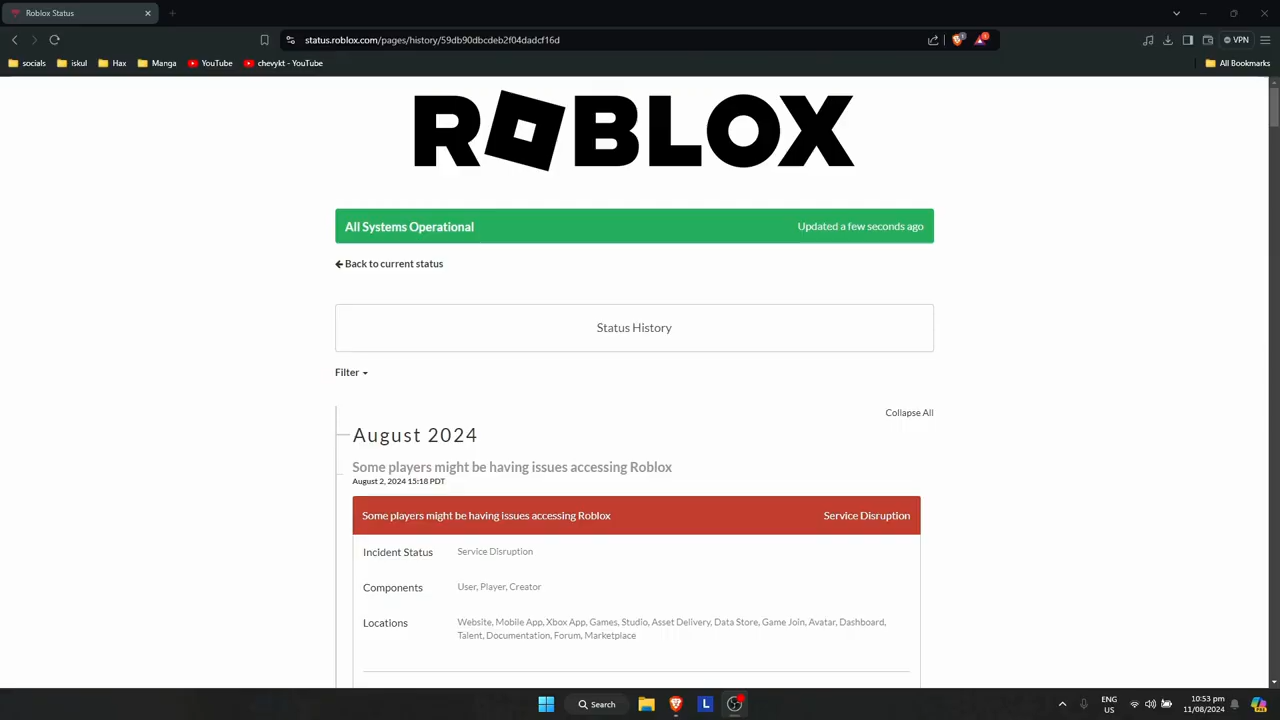 Roblox Status
status.roblox.com/pages/history/59db90dbcdeb2f04dadcf16d
1
VPN
socials
iskul
Hax
Manga
YouTube
chevykt - YouTube
All Bookmarks
ROBLOX
All Systems Operational
Updated a few seconds ago
Back to current status
Status History
Filter
Collapse All
August 2024
Some players might be having issues accessing Roblox
August 2, 2024 15:18 PDT
Some players might be having issues accessing Roblox
Service Disruption
Incident Status
Service Disruption
Components
User, Player, Creator
Locations
Website, Mobile App, Xbox App, Games, Studio, Asset Delivery, Data Store, Game Join, Avatar, Dashboard,
Talent, Documentation, Forum, Marketplace
Search
L
ENG
US
10:53 pm
11/08/2024